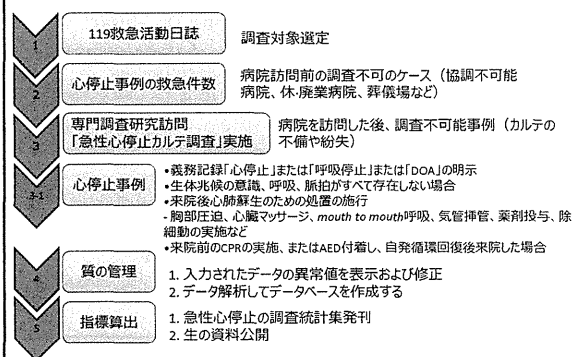 1
119救急活動日誌
調査対象選定
2
心停止事例の救急件数
病院訪問前の調査不可のケース（協調不可能
病院、休・廃業病院、葬儀場など）
3
専門調査研究訪問
「急性心停止カルテ調査」実施
病院を訪問した後、調査不可能事例（カルテの
不備や紛失）
3-1
心停止事例
•義務記録「心停止」または「呼吸停止」または「DOA」の明示
•生体兆候の意識、呼吸、脈拍がすべて存在しない場合
•来院後心肺蘇生のための処置の施行
- 胸部圧迫、心臓マッサージ、mouth to mouth呼吸、気管挿管、薬剤投与、除
細動の実施など
•来院前のCPRの実施、またはAED付着し、自発循環回復後来院した場合
4
質の管理
1. 入力されたデータの異常値を表示および修正
2. データ解析してデータベースを作成する
5
指標算出
1. 急性心停止の調査統計集発刊
2. 生の資料公開